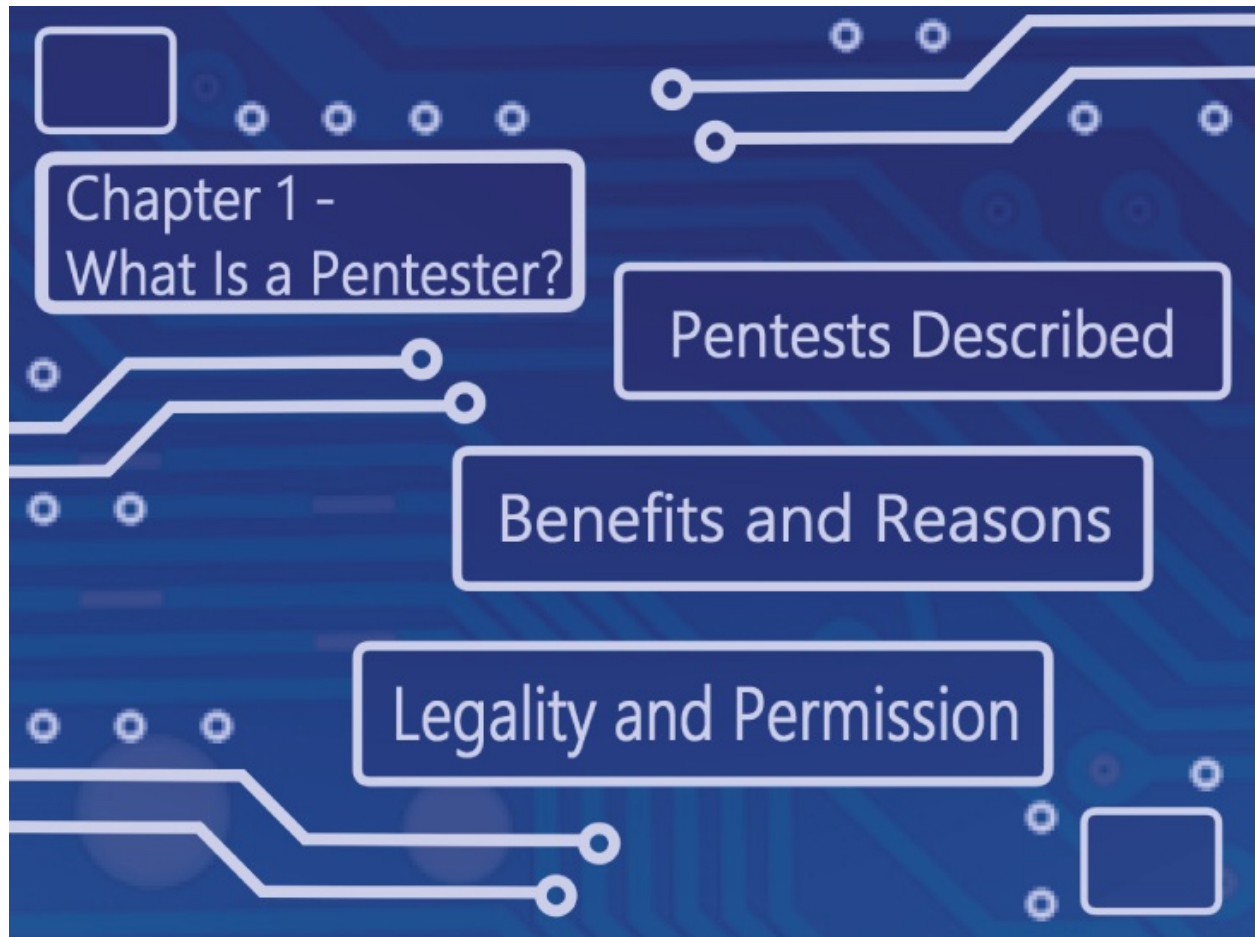 Chapter 1 -
What Is a Pentester?
Pentests Described
Benefits and Reasons
Legality and Permission